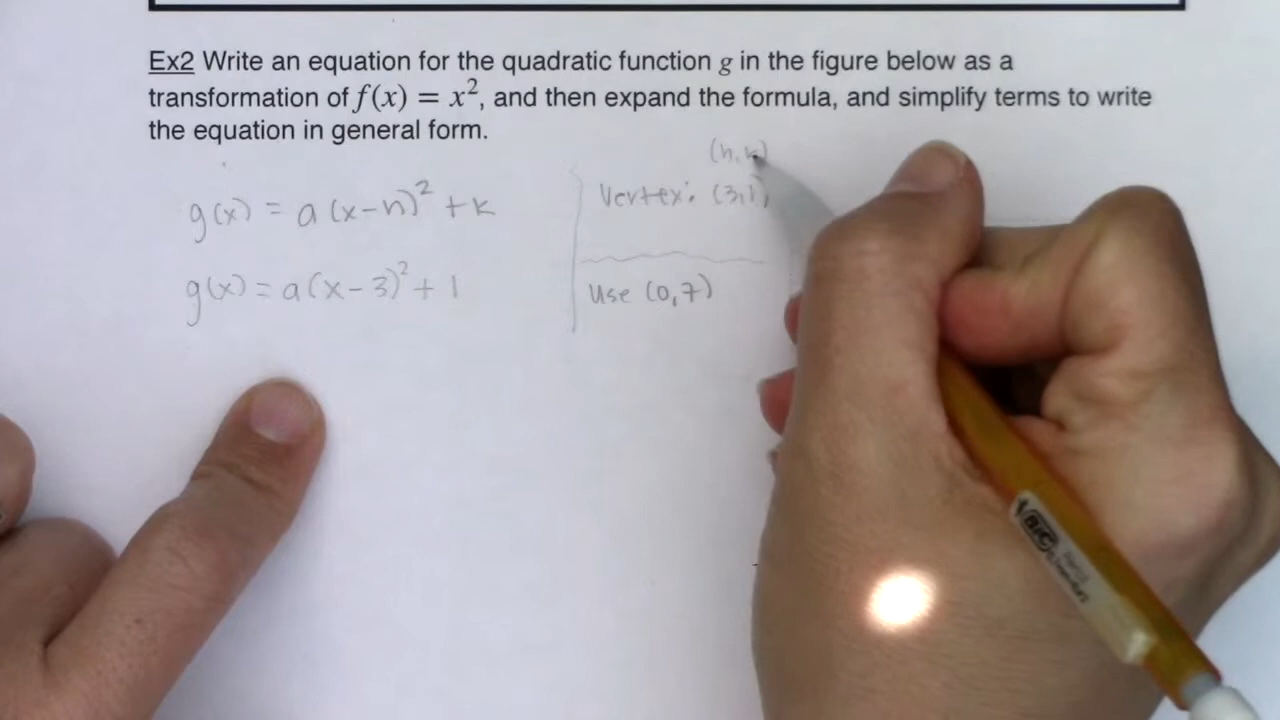 Ex2 Write an equation for the quadratic function g in the figure below as a
transformation of f(x) = x², and then expand the formula, and simplify terms to write
the equation in general form.
g(x) = a(x-h)² + k
g(x) = a(x-3)² + 1
(h,k)
Vertex: (3,1)
Use (0,7)
BIC